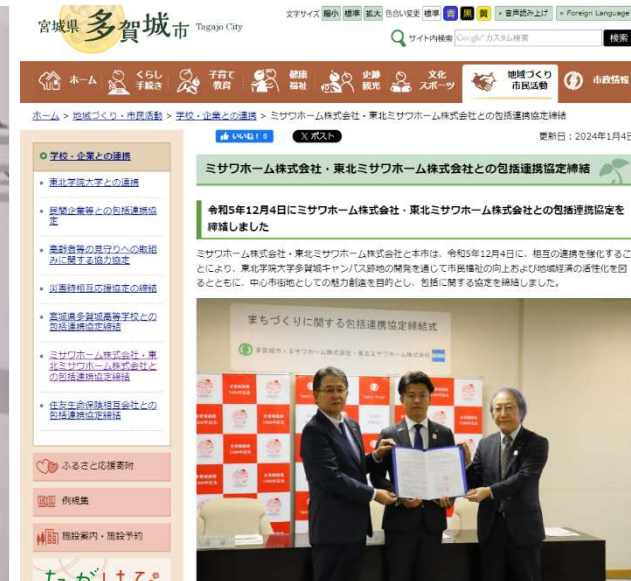 宮城県 多賀城市 Tagajo City
文字サイズ 縮小 標準 拡大 色合い変更 標準 青 黒 黄 音声読み上げ Foreign Language
サイト内検索 Google カスタム検索 検索
ホーム くらし 手続き 子育て 教育 健康 福祉 史跡 観光 文化 スポーツ 地域づくり 市民活動 市政情報
ホーム > 地域づくり・市民活動 > 学校・企業との連携 > ミサワホーム株式会社・東北ミサワホーム株式会社との包括連携協定締結
いいね！ 0 X ポスト 更新日：2024年1月4日
学校・企業との連携
東北学院大学との連携
民間企業等との包括連携協
定
高齢者等の見守りへの取組
みに関する協力協定
災害時相互応援協定の締結
宮城県多賀城高等学校との
包括連携協定締結
ミサワホーム株式会社・東
北ミサワホーム株式会社と
の包括連携協定締結
住友生命保険相互会社との
包括連携協定締結
ふるさと応援寄附
例規集
施設案内・施設予約
ミサワホーム株式会社・東北ミサワホーム株式会社との包括連携協定締結
令和5年12月4日にミサワホーム株式会社・東北ミサワホーム株式会社との包括連携協定を
締結しました
ミサワホーム株式会社・東北ミサワホーム株式会社と本市は、令和5年12月4日に、相互の連携を強化するこ
とにより、東北学院大学多賀城キャンパス跡地の開発を通じて市民福祉の向上および地域経済の活性化を図
るとともに、中心市街地としての魅力創造を目的とし、包括に関する協定を締結しました。
まちづくりに関する包括連携協定締結式
多賀城市・ミサワホーム株式会社・東北ミサワホーム株式会社